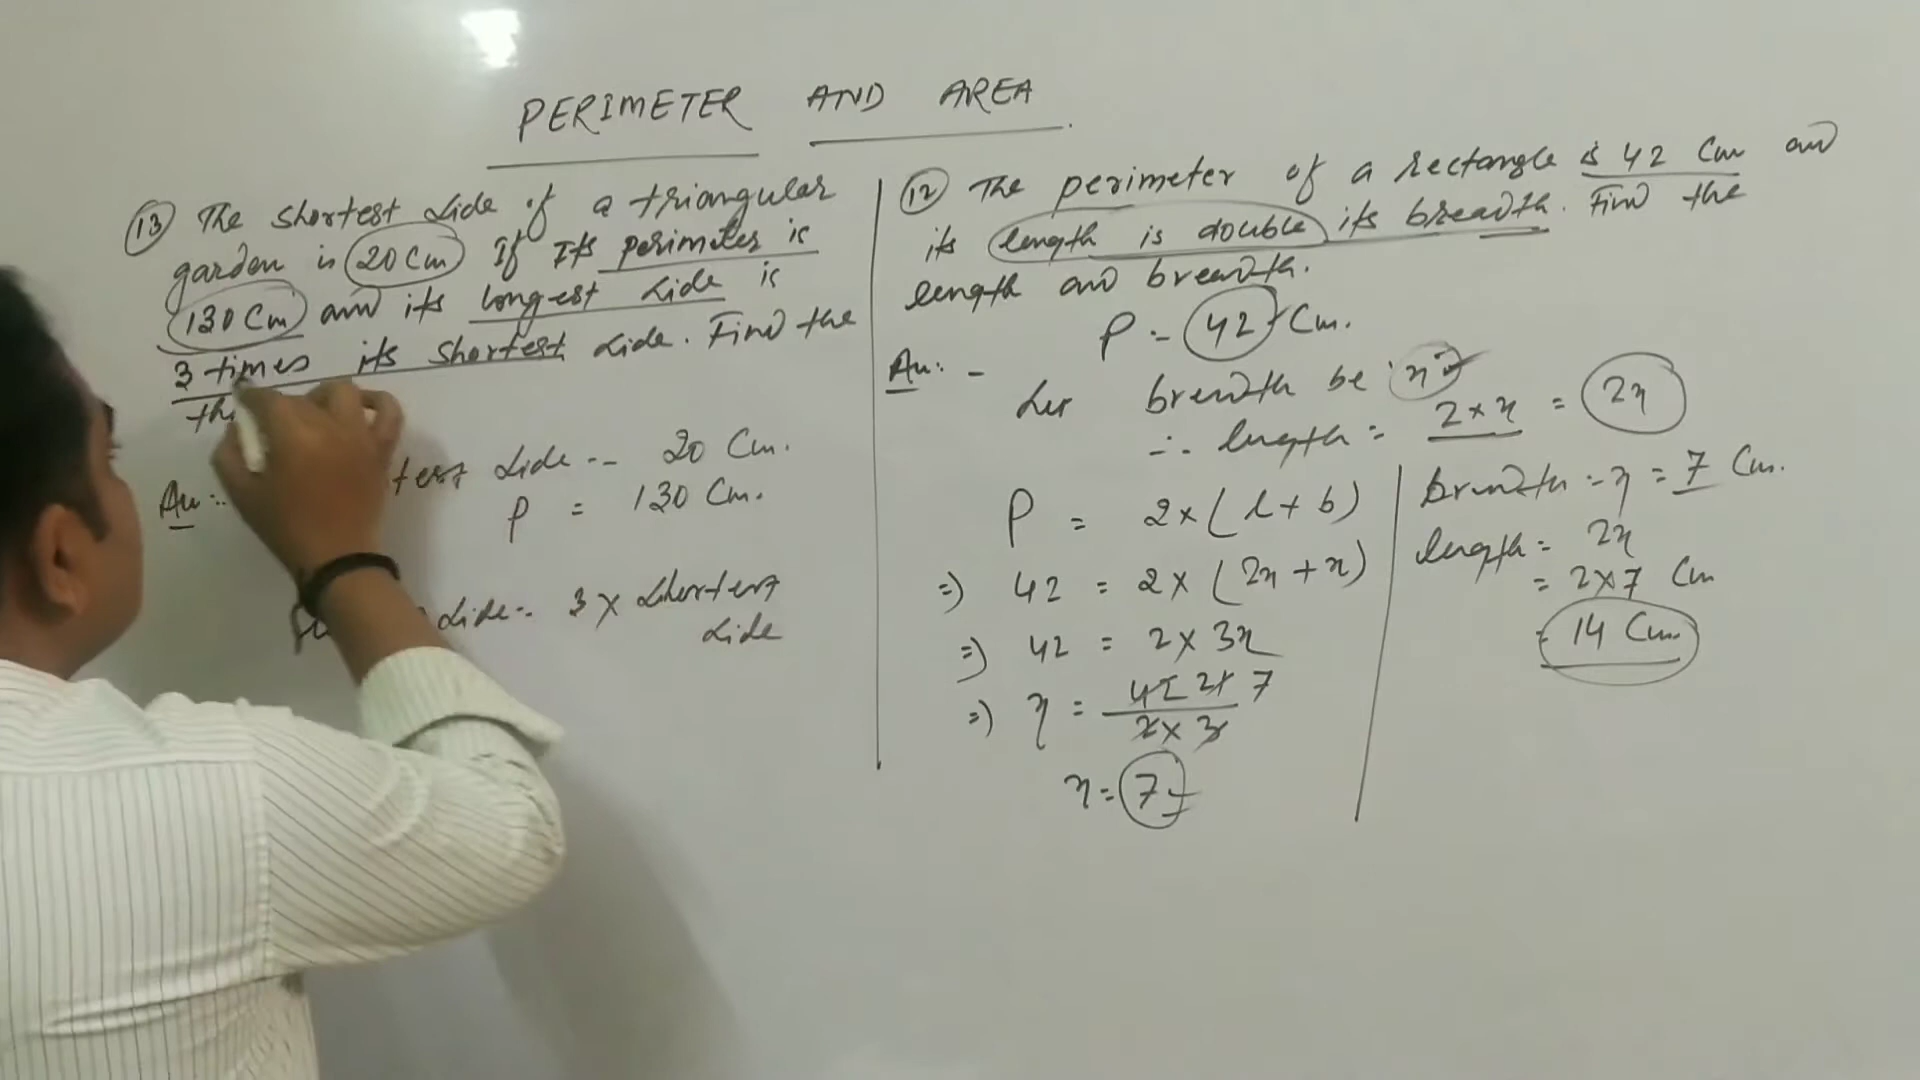 PERIMETER AND AREA
13 The shortest side of a triangular
garden is 20 Cm If Its perimeter is
130 Cm and its longest side is
3 times its shortest side. Find the
Side - 20 Cm.
Ans:-
P = 130 Cm.
Side - 3 x Shortest
Side
12 The perimeter of a rectangle is 42 Cm and
its length is double its breadth. Find the
length and breadth.
P = 42 Cm.
Ans: -
Let breadth be x
∴ length = 2 × x = 2x
P = 2 × ( l + b )
⇒ 42 = 2 × ( 2x + x )
⇒ 42 = 2 × 3x
⇒ x = 42 21 7
2 × 3
x = 7
breadth - x = 7 Cm.
length = 2x
= 2 × 7 Cm
= 14 Cm.